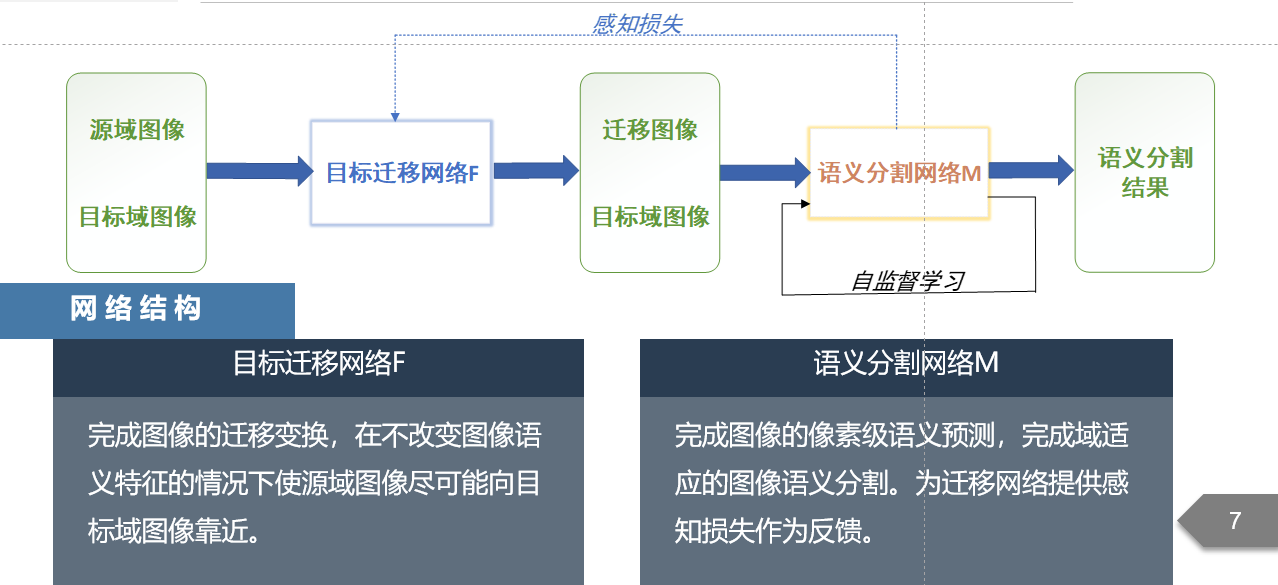 感知损失
源域图像
目标域图像
目标迁移网络F
迁移图像
目标域图像
语义分割网络M
语义分割
结果
自监督学习
网络结构
目标迁移网络F
完成图像的迁移变换，在不改变图像语
义特征的情况下使源域图像尽可能向目
标域图像靠近。
语义分割网络M
完成图像的像素级语义预测，完成域适
应的图像语义分割。为迁移网络提供感
知损失作为反馈。
7